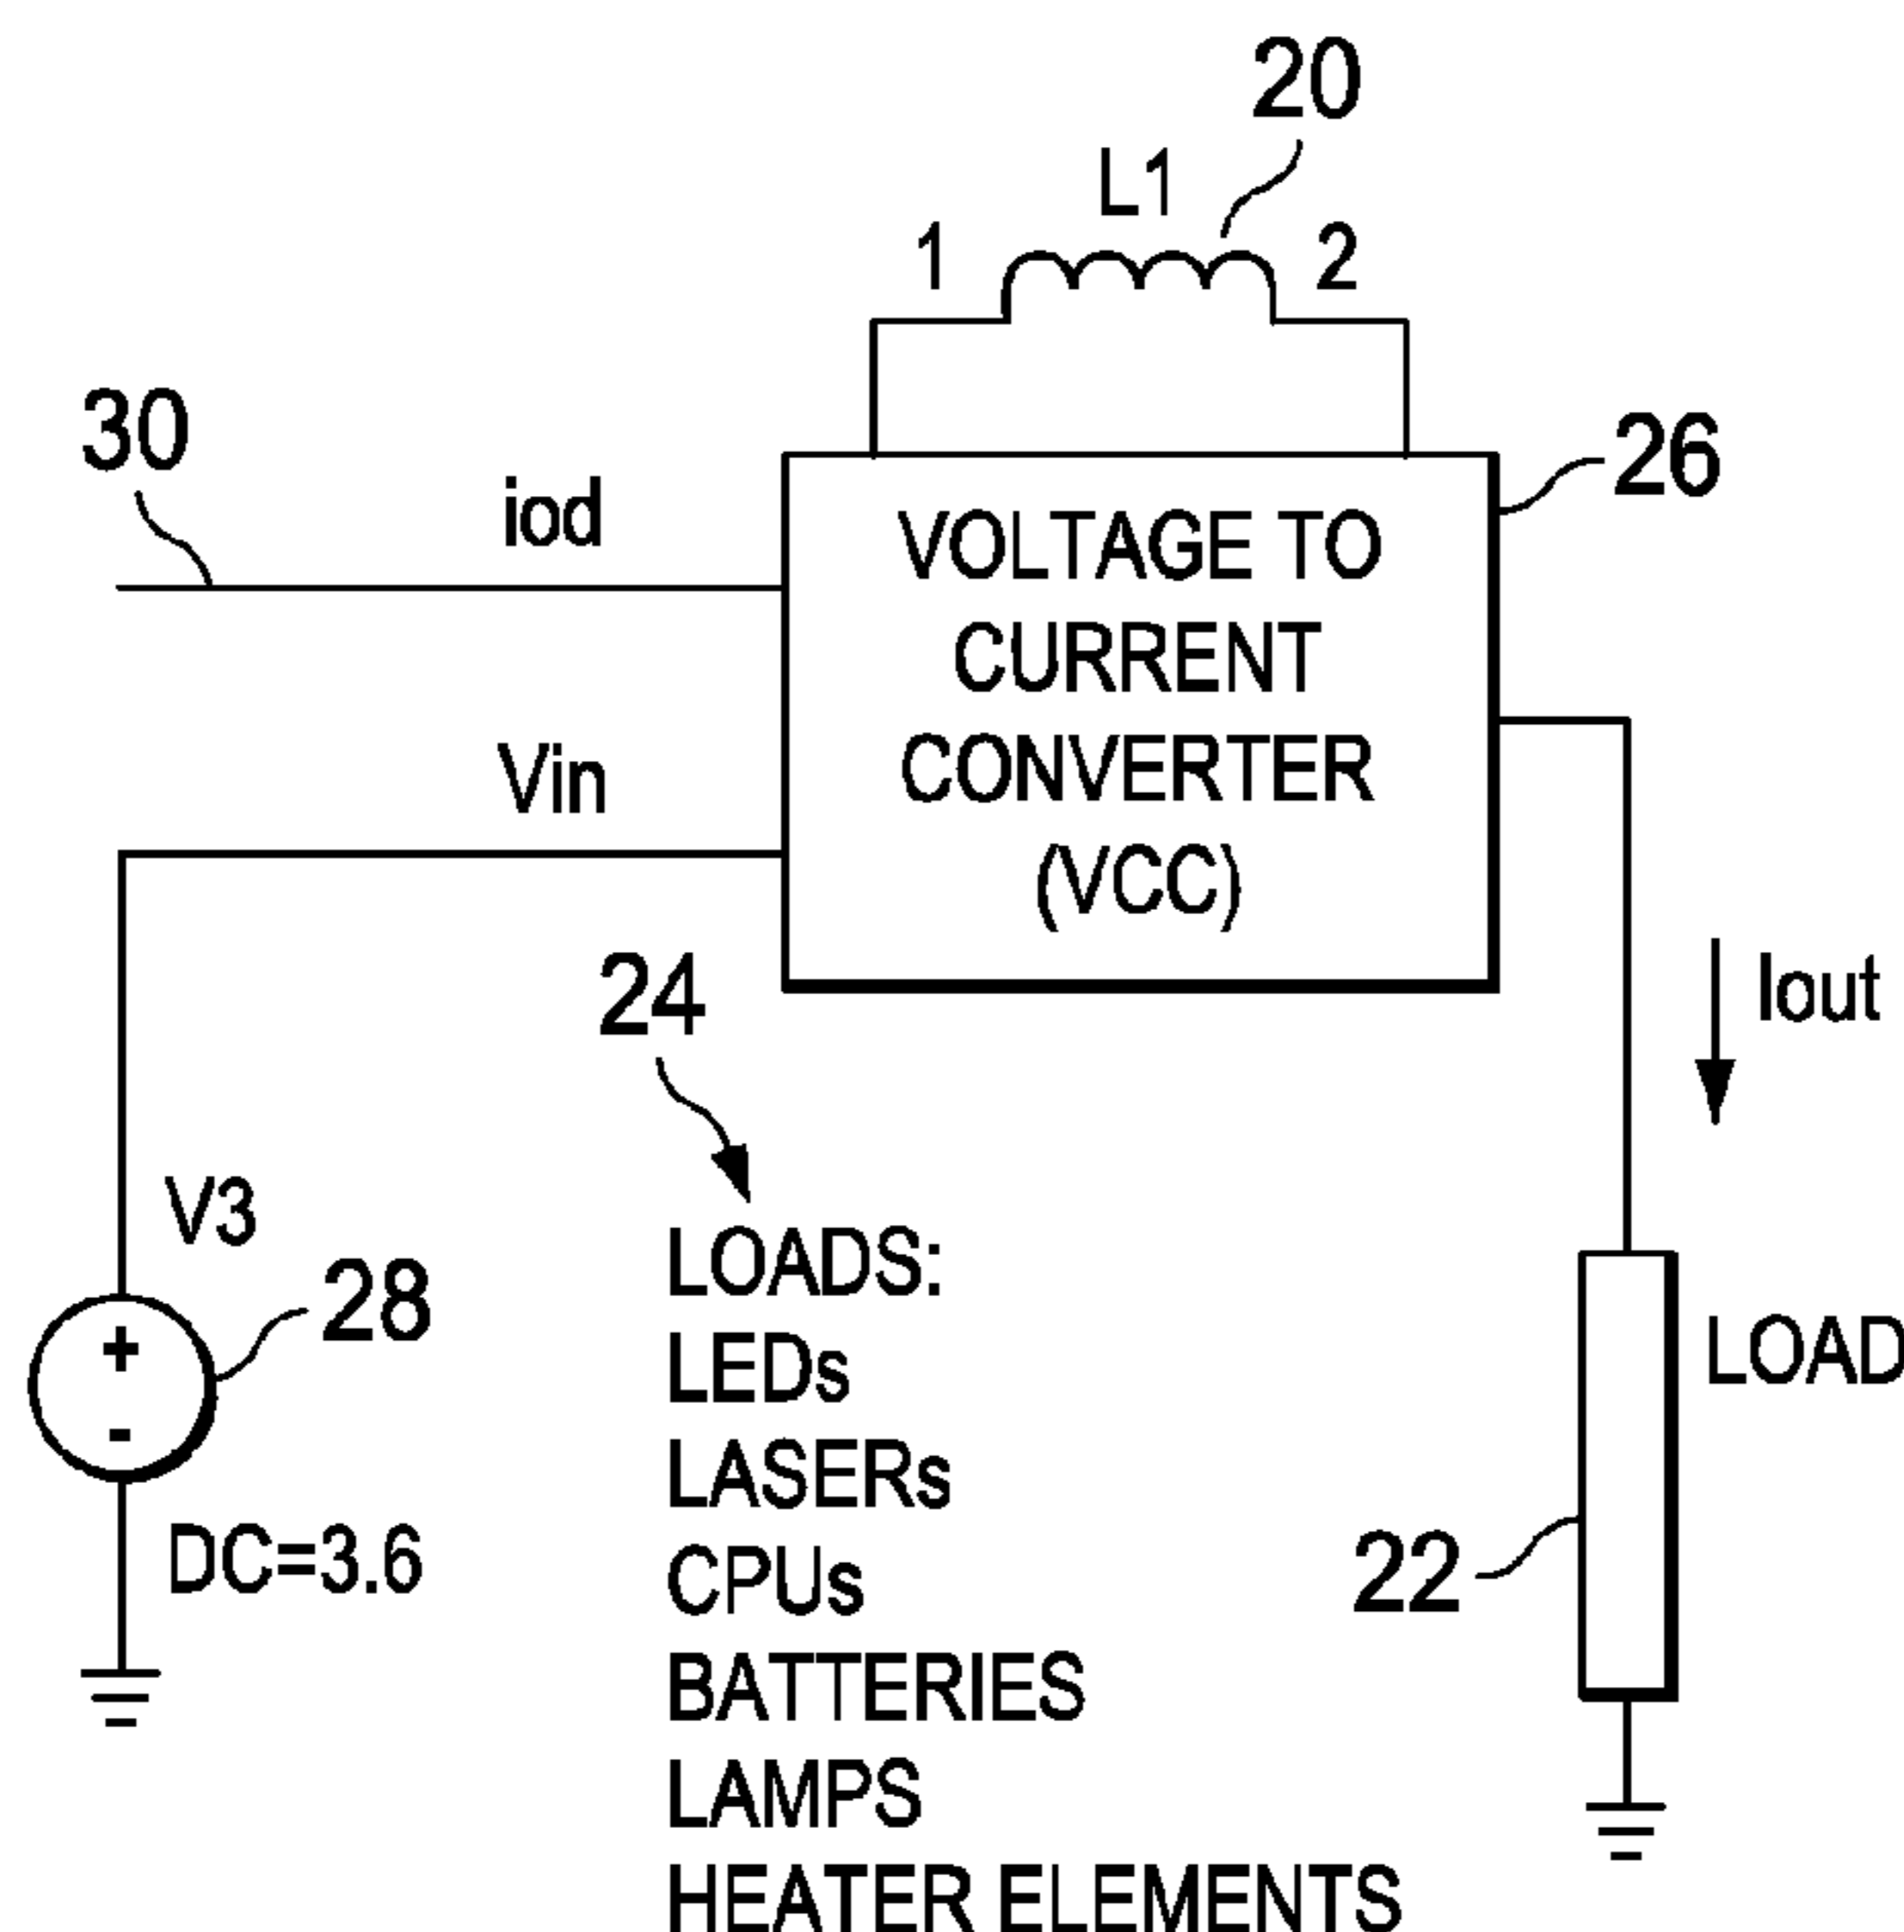 20
L1
1
2
30
iod
26
VOLTAGE TO
CURRENT
CONVERTER
(VCC)
Vin
24
Iout
V3
28
+
-
DC=3.6
LOADS:
LEDs
LASERs
CPUs
BATTERIES
LAMPS
HEATER ELEMENTS
LOAD
22